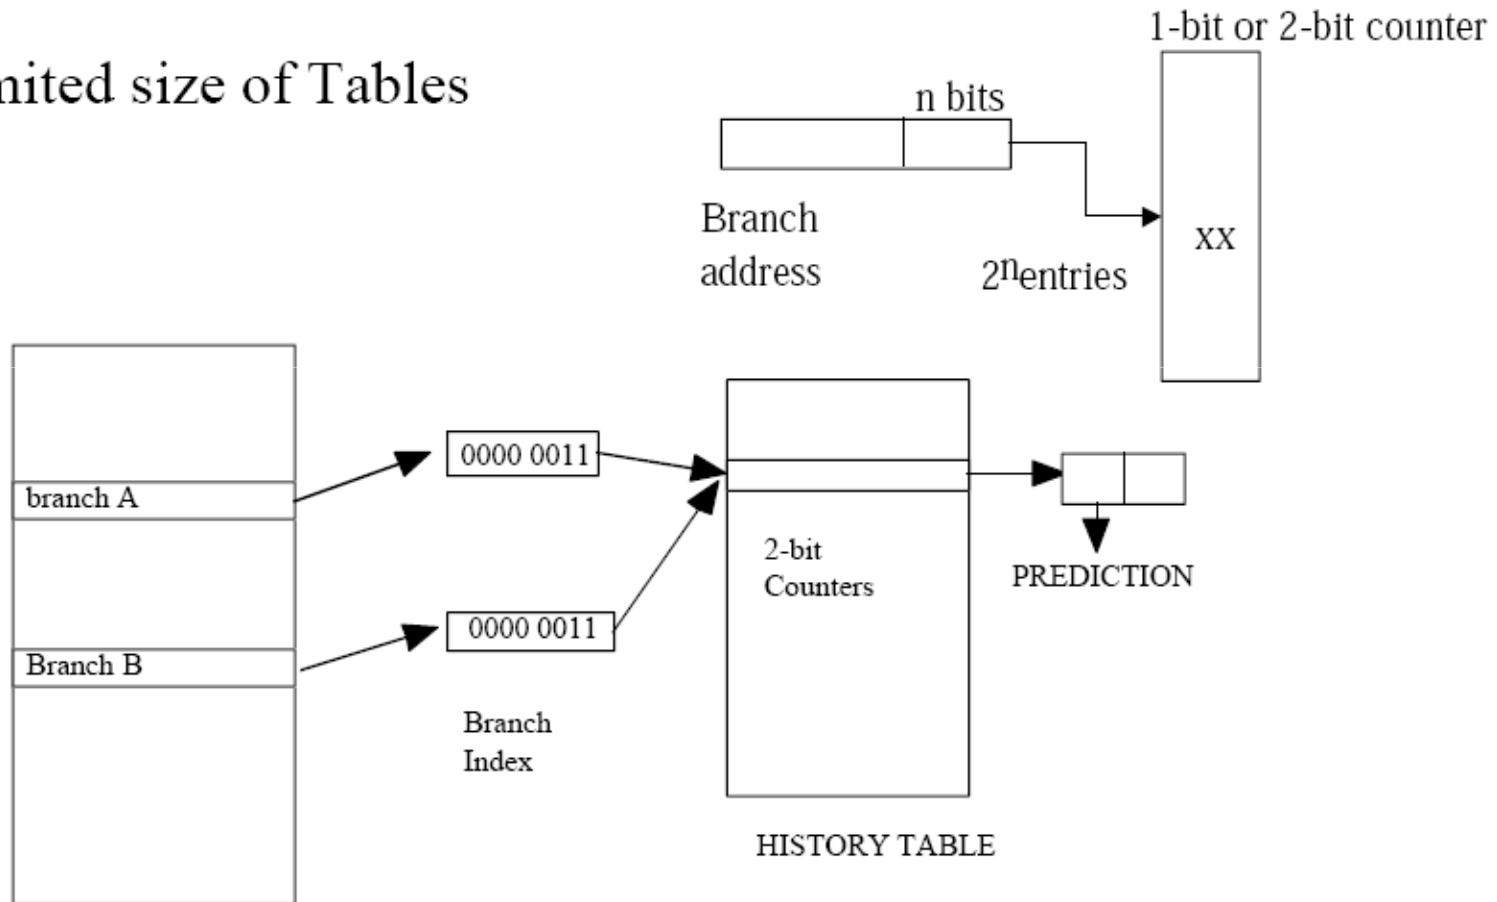 1-bit or 2-bit counter
size of Tables
n bits
Branch
address
XX
2ⁿentries
0000 0011
branch A
2-bit
Counters
PREDICTION
0000 0011
Branch B
Branch
Index
HISTORY TABLE